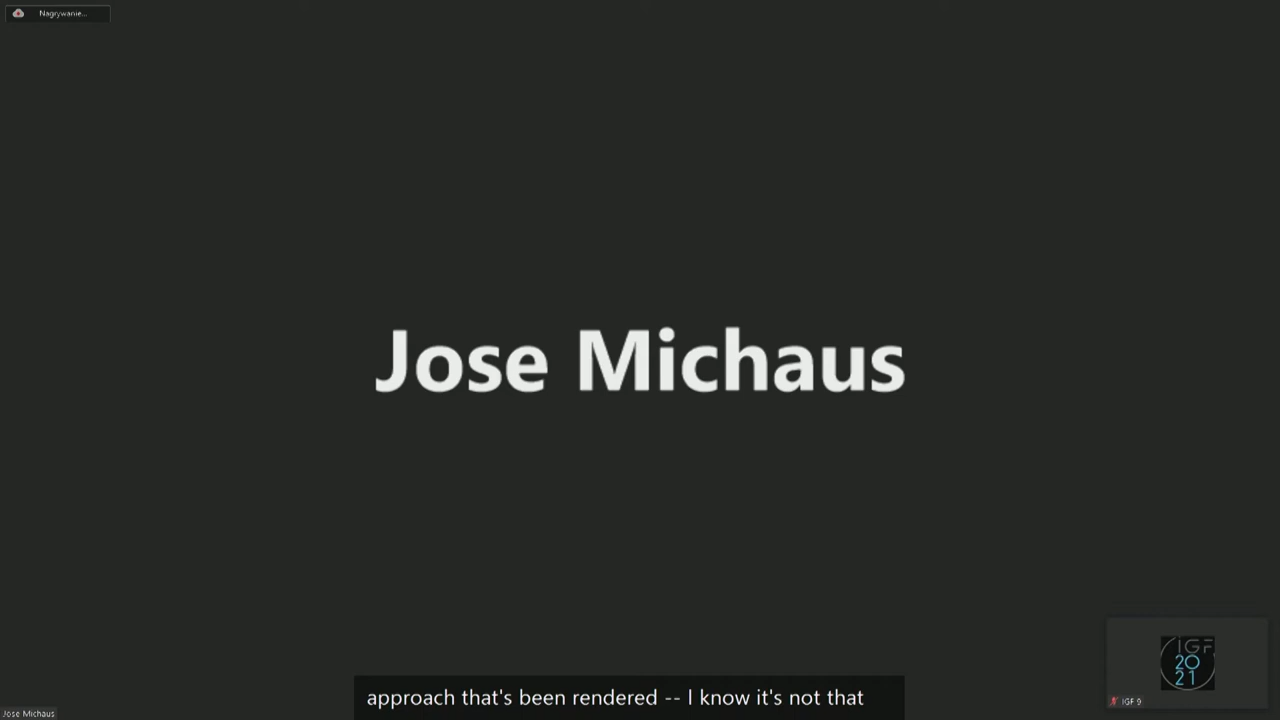 Nagrywanie...
Jose Michaus
IGF
20
21
IGF 9
approach that's been rendered -- I know it's not that
Jose Michaus